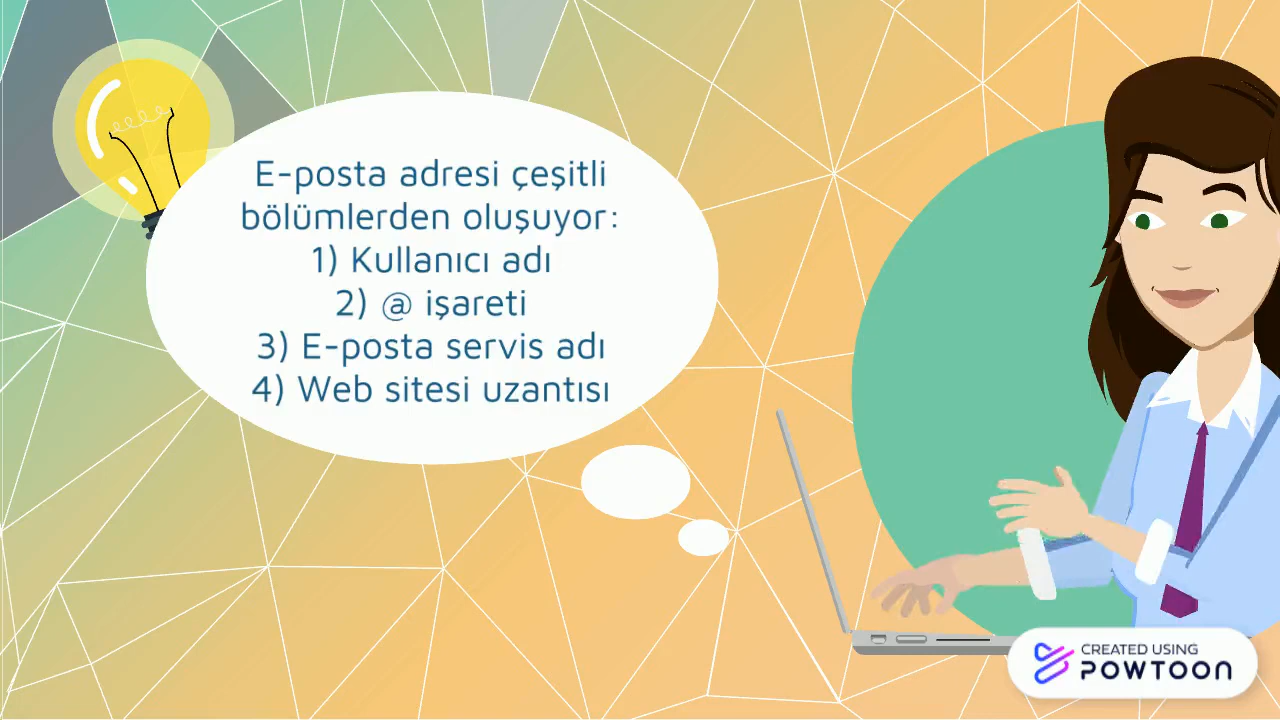 E-posta adresi çeşitli
bölümlerden oluşuyor:
1) Kullanıcı adı
2) @ işareti
3) E-posta servis adı
4) Web sitesi uzantısı
CREATED USING
POWTOON